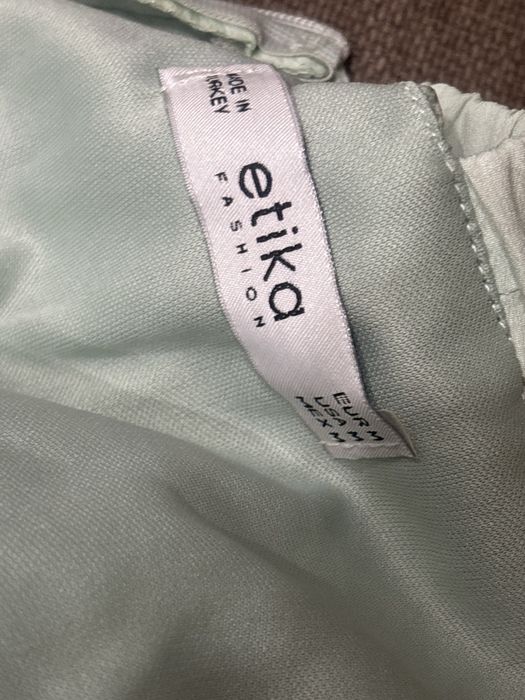 MADE IN
TURKEY
etika
FASHION
EUR M
USA M
MEX M